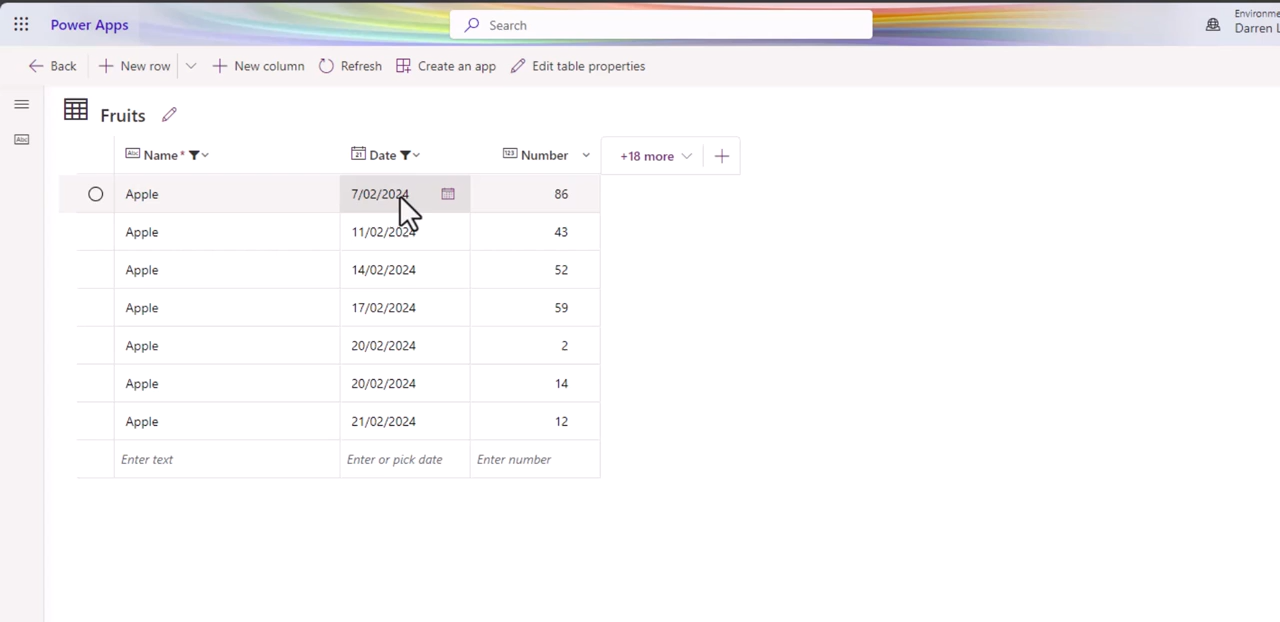 Power Apps Search Environme
Darren L
Back New row New column Refresh Create an app Edit table properties
Fruits
Abc Name* 21 Date 123 Number +18 more
Apple 7/02/2024 86
Apple 11/02/2024 43
Apple 14/02/2024 52
Apple 17/02/2024 59
Apple 20/02/2024 2
Apple 20/02/2024 14
Apple 21/02/2024 12
Enter text Enter or pick date Enter number